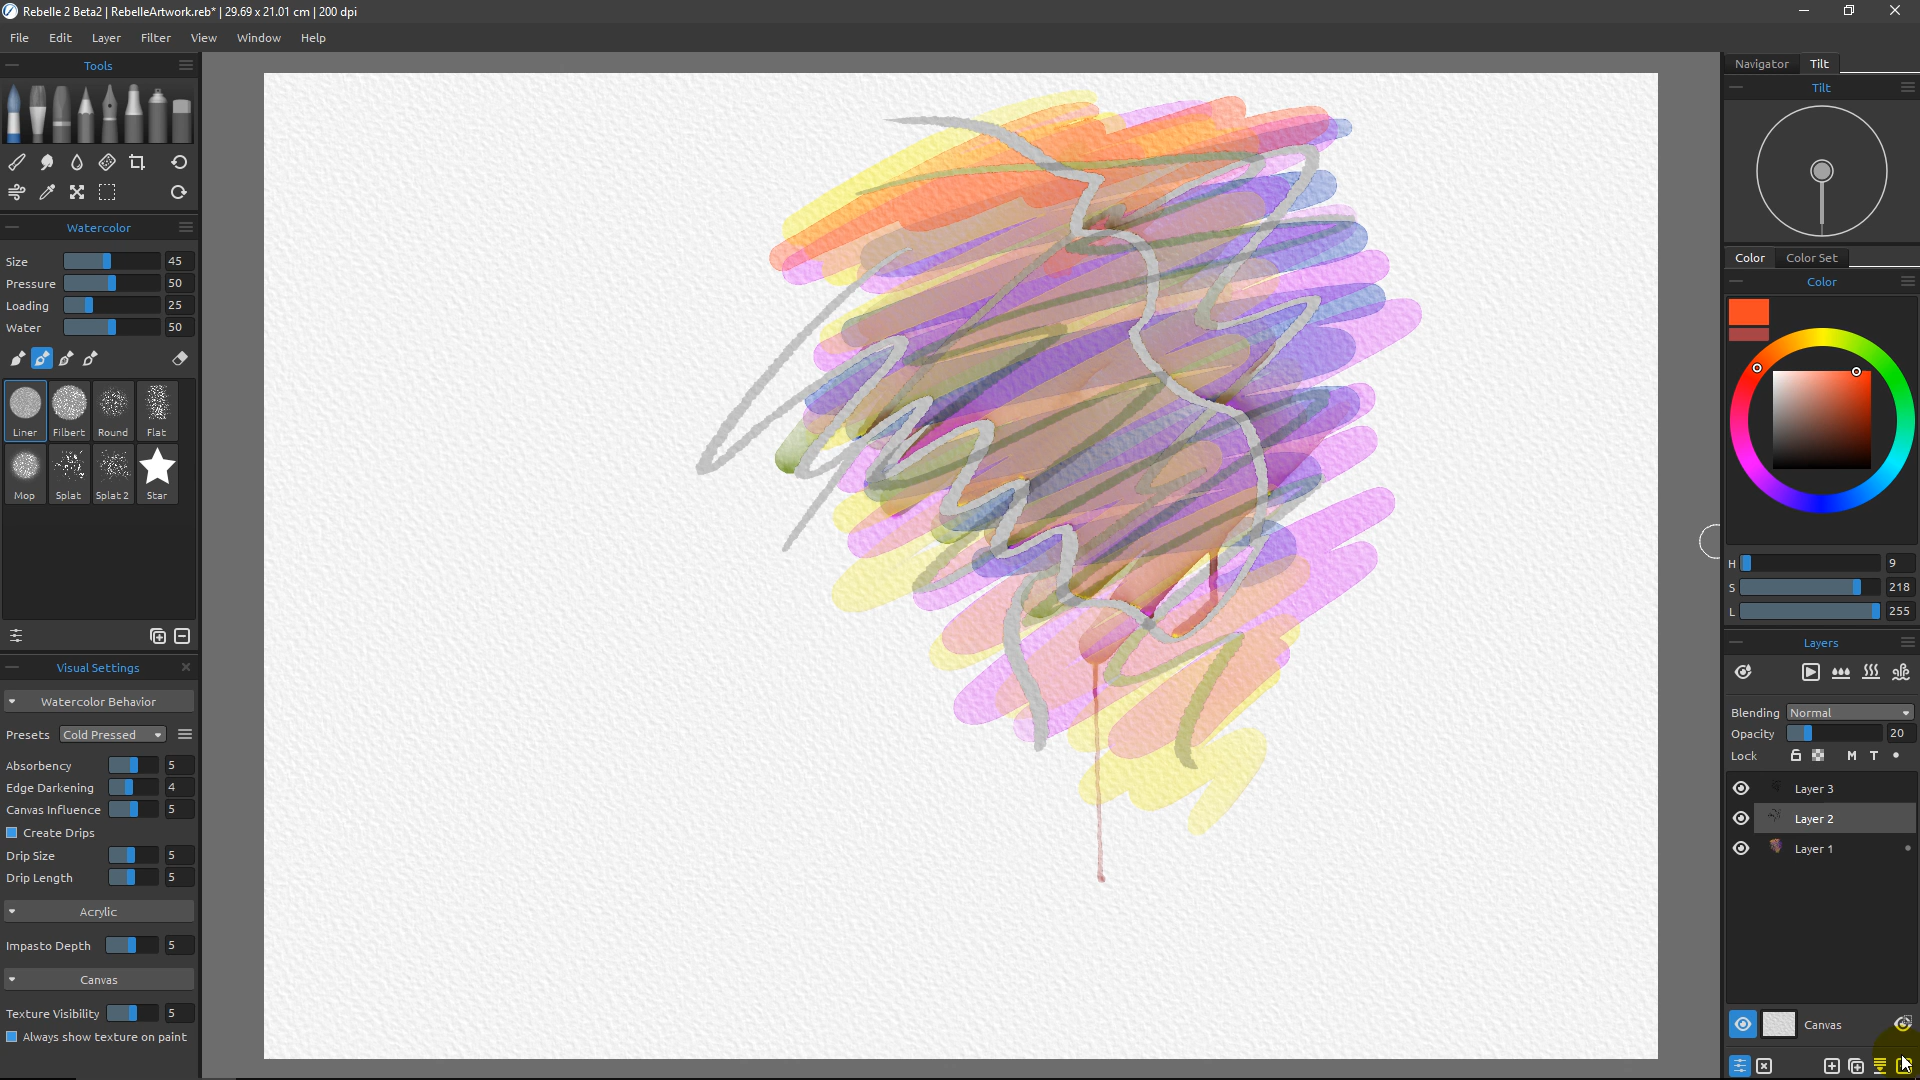 Rebelle 2 Beta2 | RebelleArtwork.reb* | 29.69 x 21.01 cm | 200 dpi
File Edit Layer Filter View Window Help
Tools
Watercolor
Size 45
Pressure 50
Loading 25
Water 50
Liner Filbert Round Flat
Mop Splat Splat 2 Star
Visual Settings
Watercolor Behavior
Presets Cold Pressed
Absorbency 5
Edge Darkening 4
Canvas Influence 5
Create Drips
Drip Size 5
Drip Length 5
Acrylic
Impasto Depth 5
Canvas
Texture Visibility 5
Always show texture on paint
Navigator Tilt
Tilt
Color Color Set
Color
H 9
S 218
L 255
Layers
Blending Normal
Opacity 20
Lock M T
Layer 3
Layer 2
Layer 1
Canvas